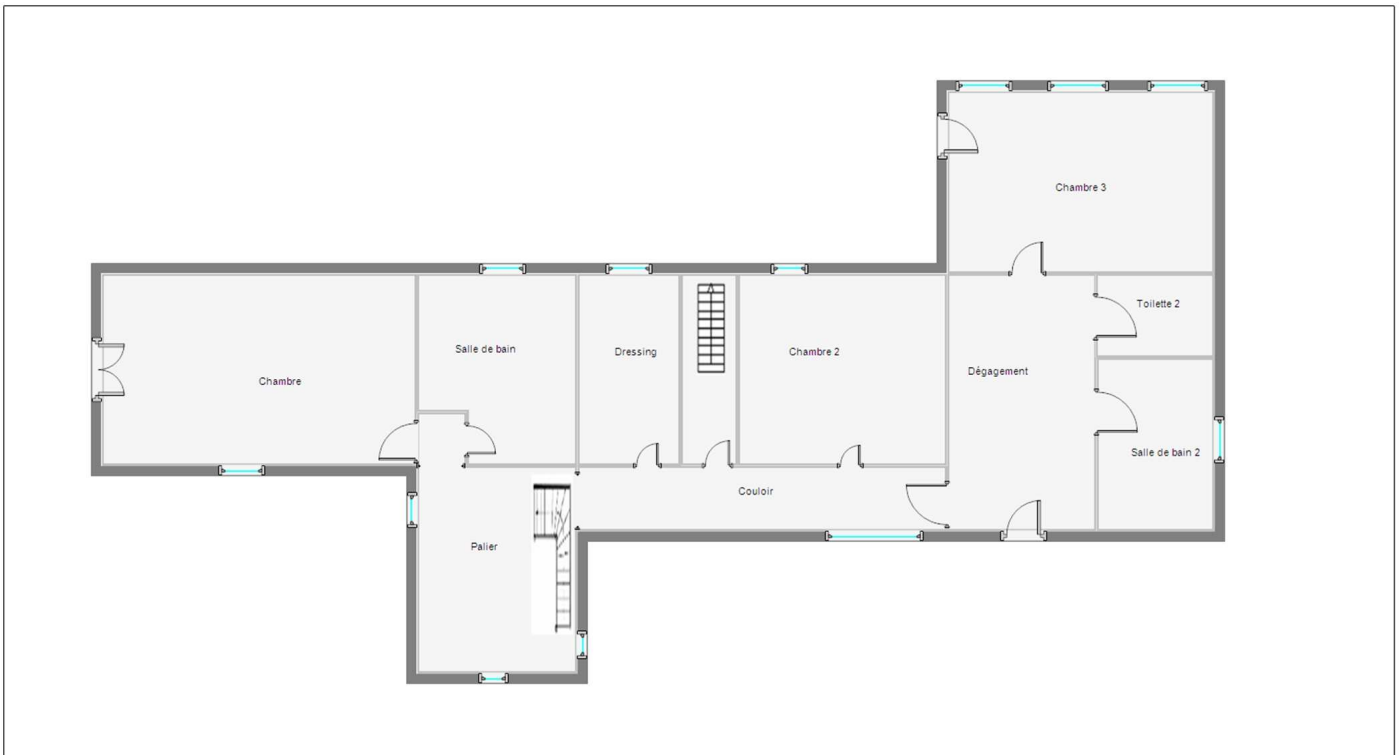 Chambre 3
Toilette 2
Salle de bain
Dressing
Chambre 2
Dégagement
Chambre
Salle de bain 2
Couloir
Palier